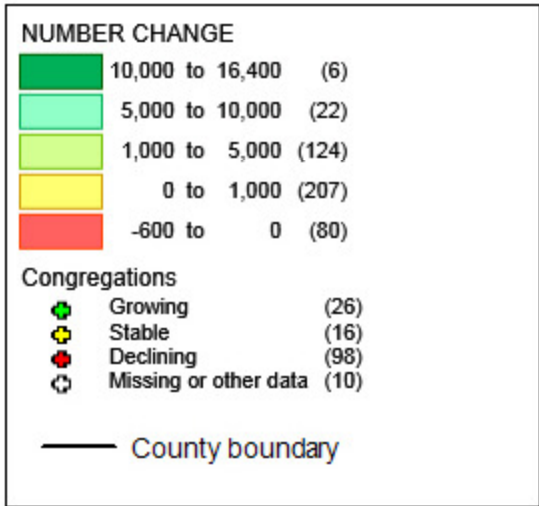 NUMBER CHANGE
10,000 to 16,400 (6)
5,000 to 10,000 (22)
1,000 to 5,000 (124)
0 to 1,000 (207)
-600 to 0 (80)
Congregations
Growing (26)
Stable (16)
Declining (98)
Missing or other data (10)
County boundary